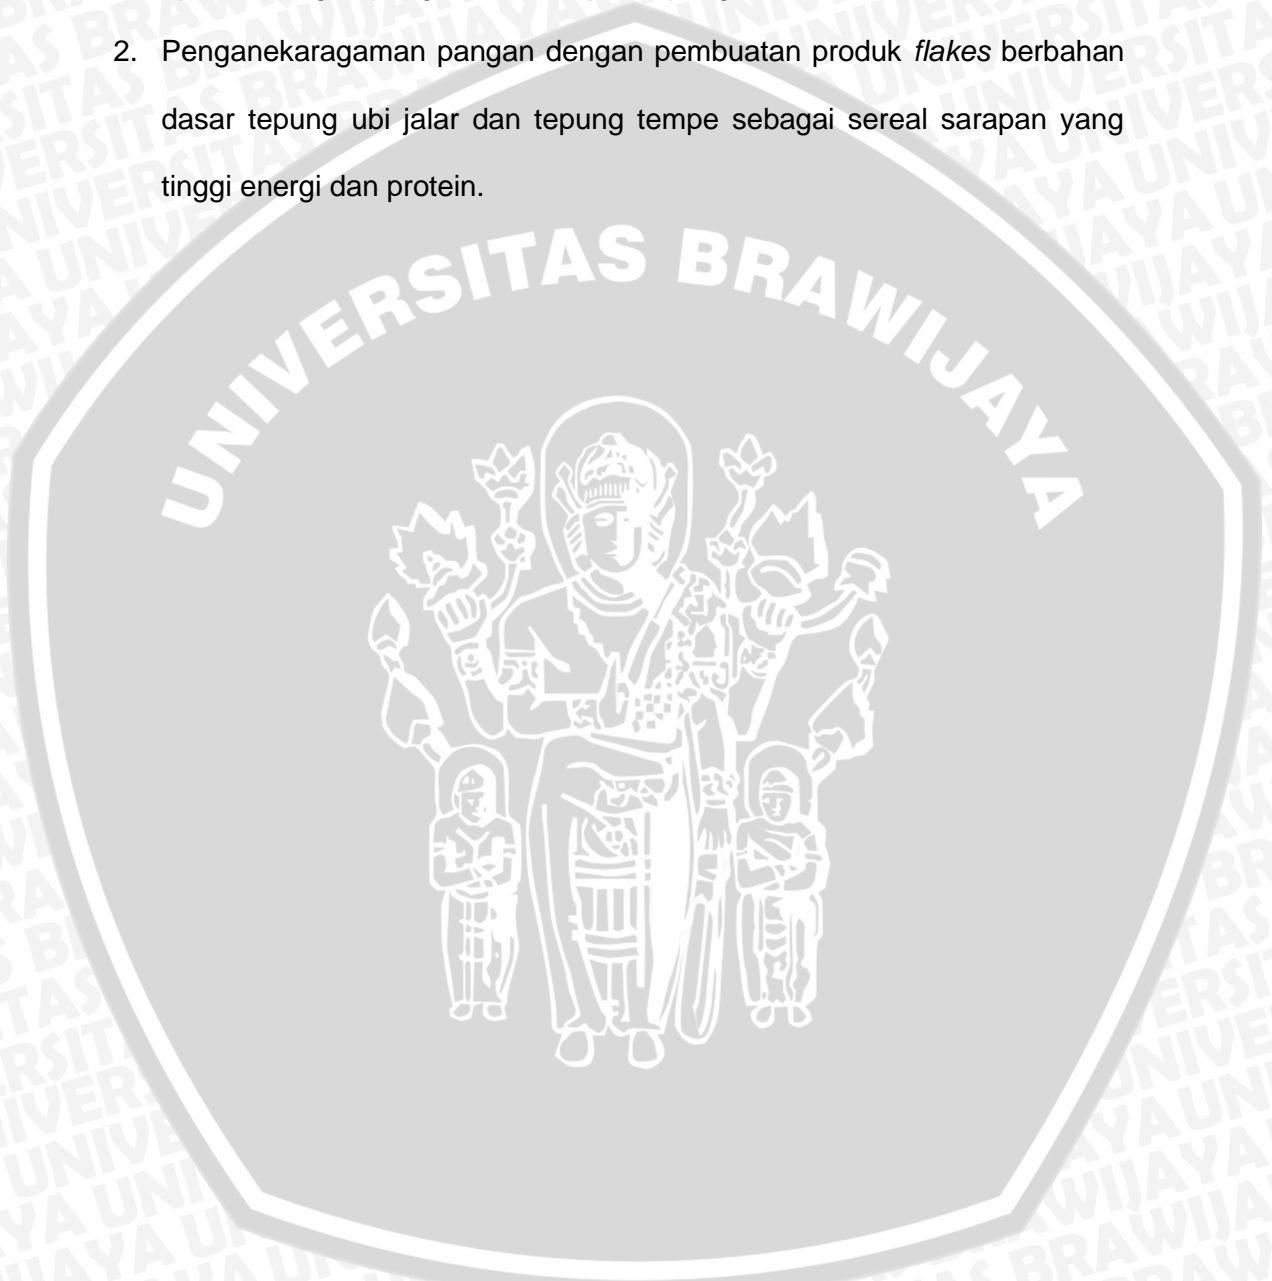 2. Penganekaragaman pangan dengan pembuatan produk flakes berbahan
dasar tepung ubi jalar dan tepung tempe sebagai sereal sarapan yang
tinggi energi dan protein.
UNIVERSITAS BRAWIJAYA